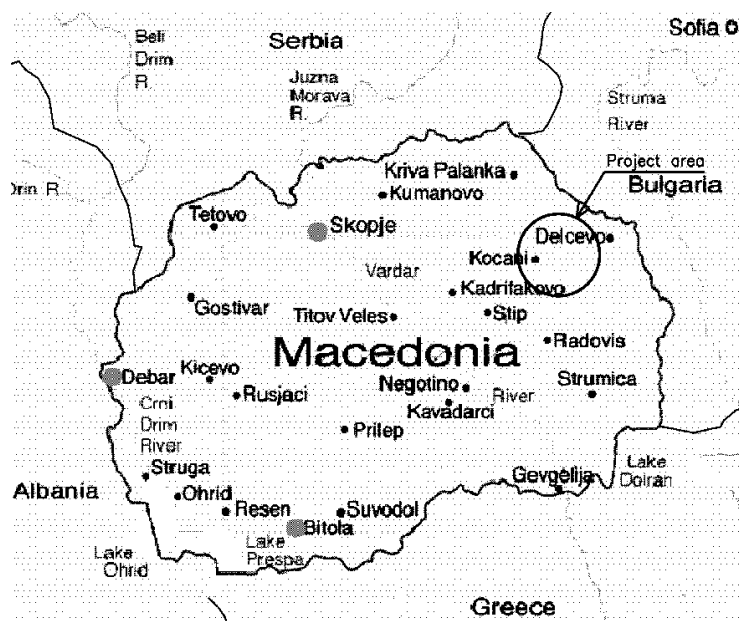 Sofia
Beli
Drim
R.
Serbia
Juzna
Morava
R.
Struma
River
Project area
Bulgaria
Drin R.
Kriva Palanka
Kumanovo
Tetovo
Skopje
Delcevo
Kocani
Vardar
Kadrifakovo
Gostivar
Titov Veles
Stip
Macedonia
Radovis
Kicevo
Debar
Rusjaci
Negotino
River
Strumica
Kavadarci
Crni
Drim
River
Prilep
Struga
Gevgelija
Lake
Doiran
Albania
Ohrid
Resen
Suvodol
Bitola
Lake
Prespa
Lake
Ohrid
Greece